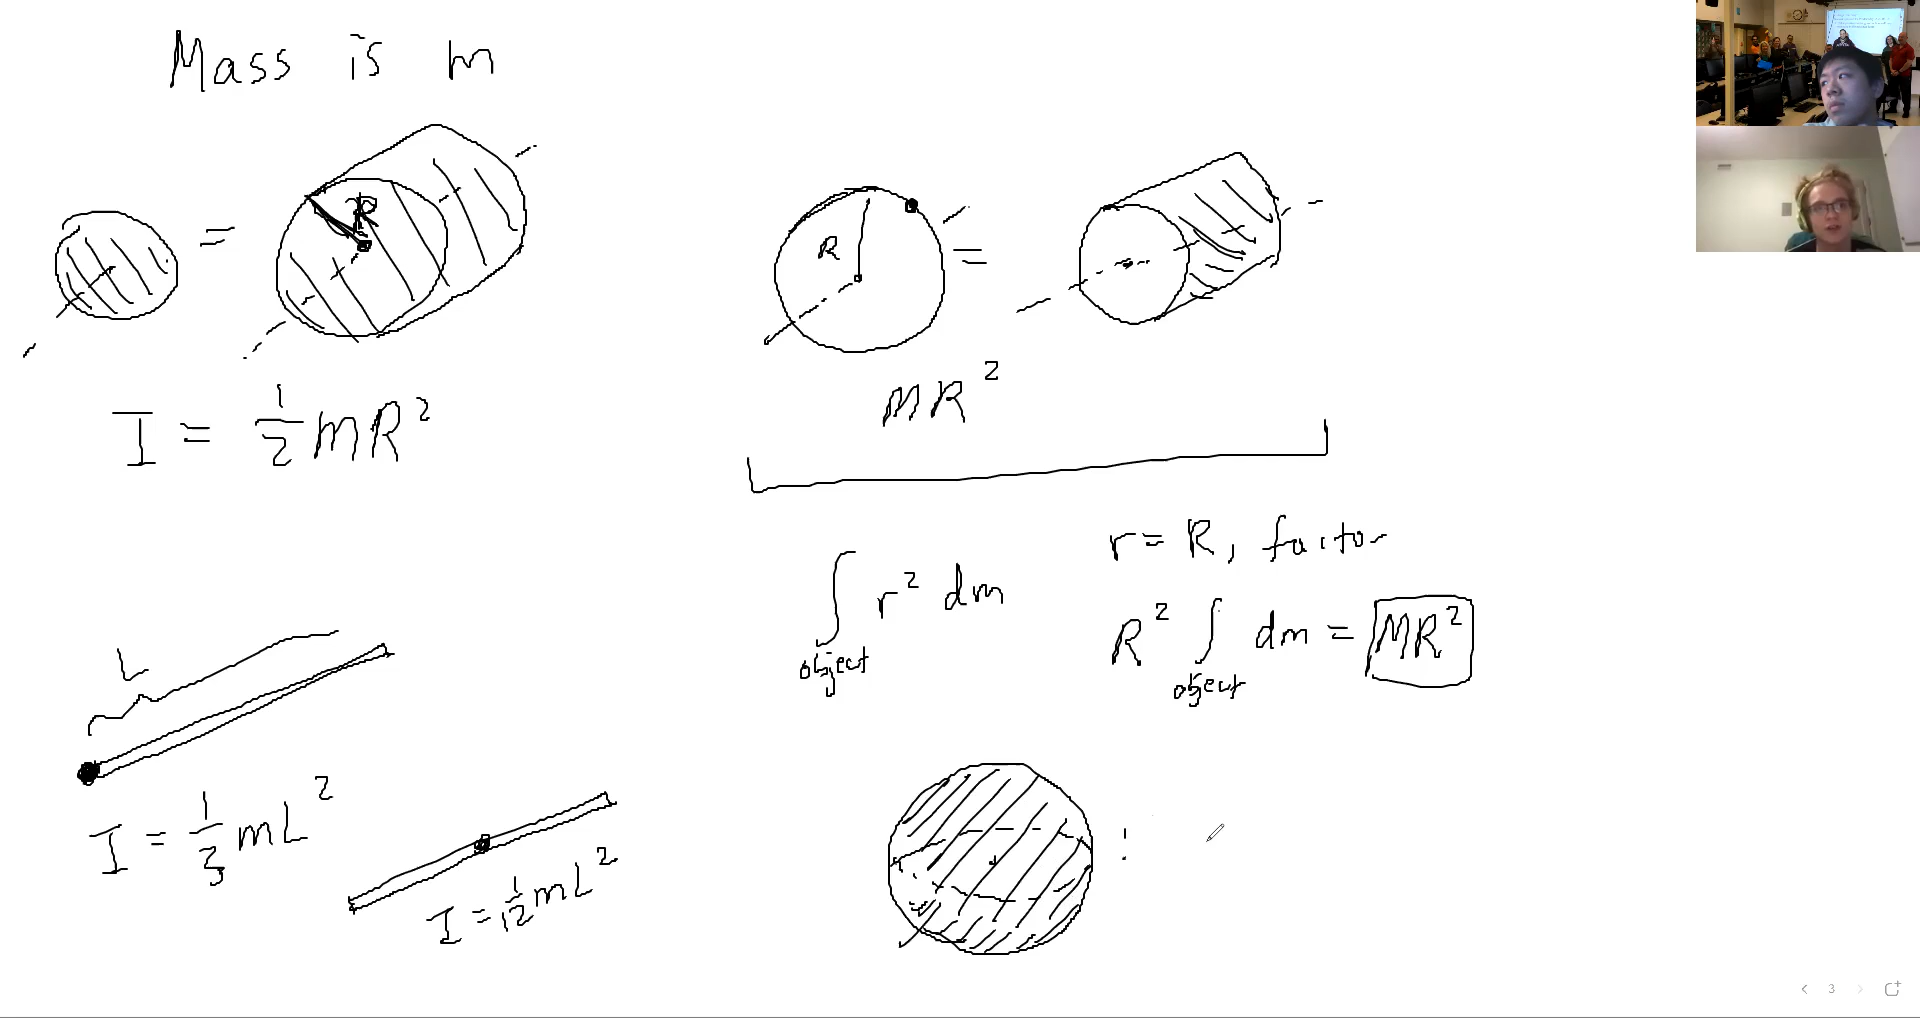 Mass is m
R
=
R
=
I = 1/2 mR²
MR²
∫object r² dm
r = R, factor
R² ∫object dm = MR²
L
I = 1/3 mL²
I = 1/12 mL²
:
3